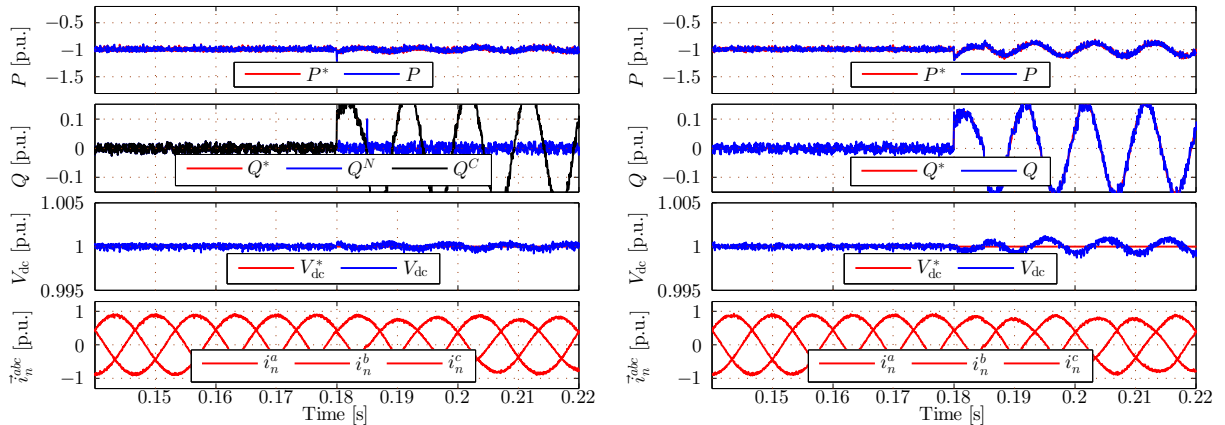 −0.5
−1
−1.5
P [p.u.]
P* P
0.1
0
−0.1
Q [p.u.]
Q* Q^N Q^C
1.005
1
0.995
V_dc [p.u.]
V*_dc V_dc
1
0
−1
i⃗_n^abc [p.u.]
i_n^a i_n^b i_n^c
0.15 0.16 0.17 0.18 0.19 0.2 0.21 0.22
Time [s]
−0.5
−1
−1.5
P [p.u.]
P* P
0.1
0
−0.1
Q [p.u.]
Q* Q
1.005
1
0.995
V_dc [p.u.]
V*_dc V_dc
1
0
−1
i⃗_n^abc [p.u.]
i_n^a i_n^b i_n^c
0.15 0.16 0.17 0.18 0.19 0.2 0.21 0.22
Time [s]